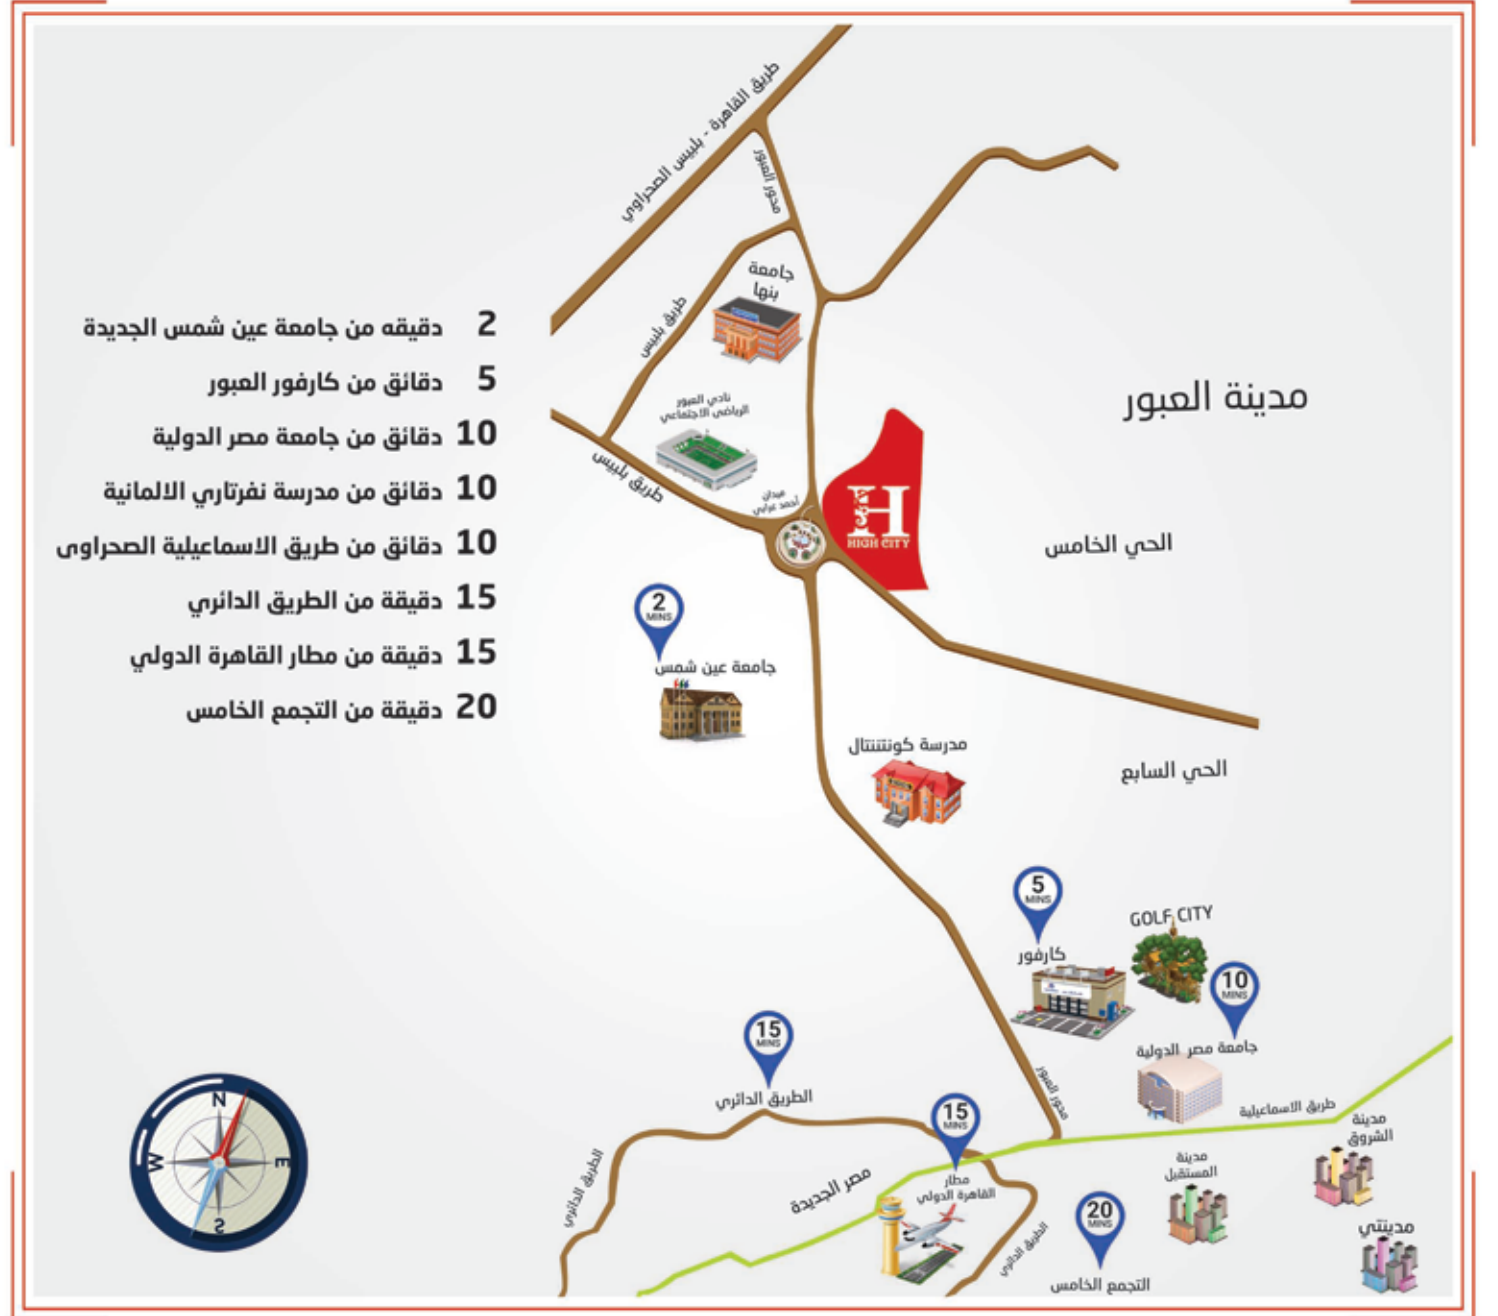 طريق القاهرة - بلبيس الصحراوي
محور العبور
جامعة
بنها
طريق بلبيس
نادي العبور
الرياضي الاجتماعي
طريق بلبيس
ميدان
أحمد عرابي
HIGH CITY
مدينة العبور
الحي الخامس
الحي السابع
2 دقيقه من جامعة عين شمس الجديدة
5 دقائق من كارفور العبور
10 دقائق من جامعة مصر الدولية
10 دقائق من مدرسة نفرتاري الالمانية
10 دقائق من طريق الاسماعيلية الصحراوى
15 دقيقة من الطريق الدائري
15 دقيقة من مطار القاهرة الدولي
20 دقيقة من التجمع الخامس
2
MINS
جامعة عين شمس
مدرسة كونتننتال
5
MINS
كارفور
GOLF CITY
10
MINS
جامعة مصر الدولية
محور العبور
طريق الاسماعيلية
15
MINS
الطريق الدائري
الطريق الدائري
15
MINS
مطار
القاهرة الدولي
مصر الجديدة
الطريق الدائري
20
MINS
التجمع الخامس
مدينة
المستقبل
مدينة
الشروق
مدينتي
N
W
E
S